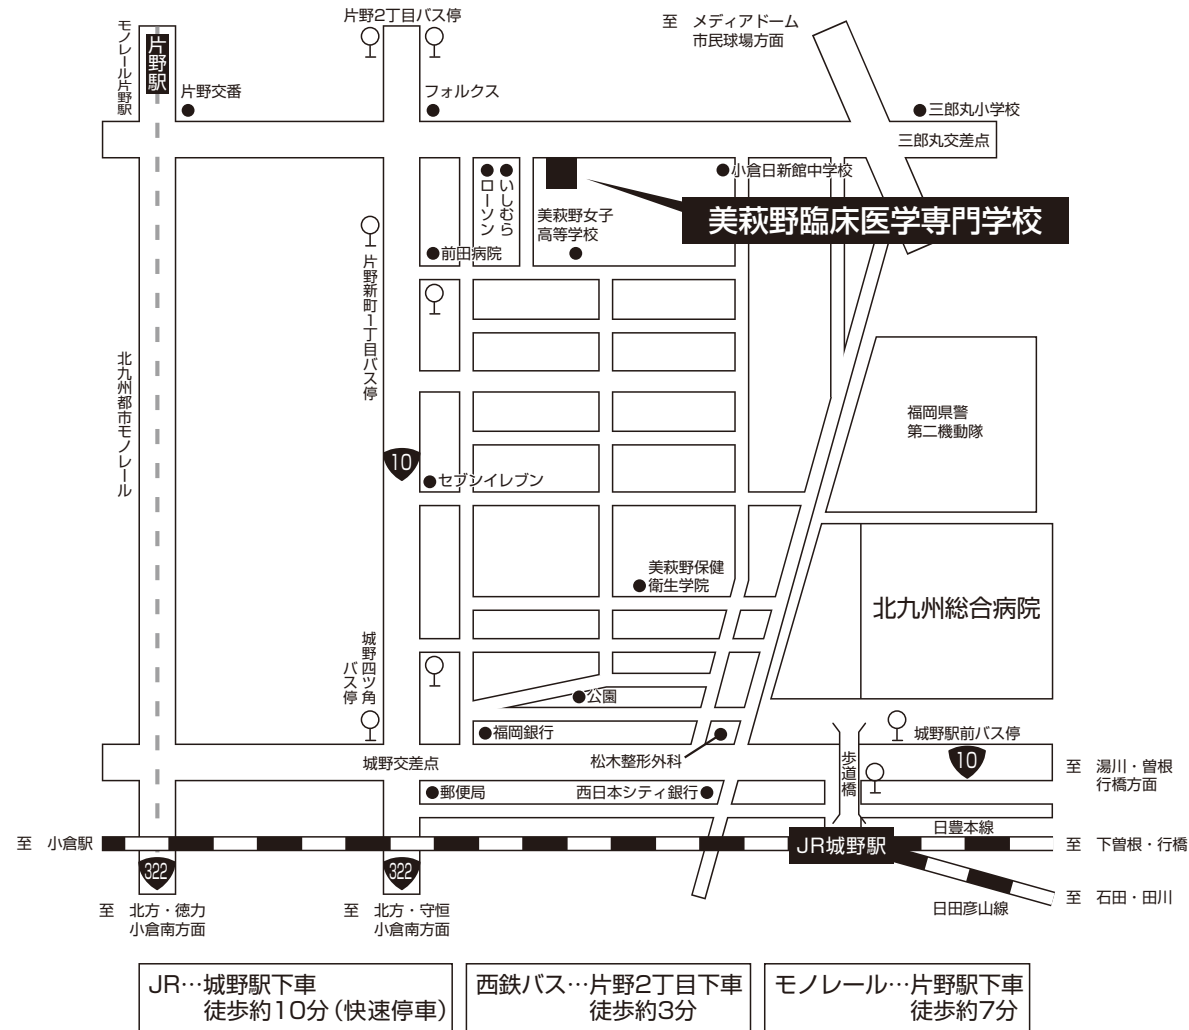 片野2丁目バス停
至 メディアドーム
市民球場方面
モノレール片野駅
片野駅
片野交番
フォルクス
三郎丸小学校
三郎丸交差点
小倉日新館中学校
ローソン
いしむら
美萩野女子
高等学校
美萩野臨床医学専門学校
前田病院
片野新町1丁目バス停
北九州都市モノレール
福岡県警
第二機動隊
10
セブンイレブン
美萩野保健
衛生学院
北九州総合病院
城野四ツ角
バス停
公園
福岡銀行
松木整形外科
城野駅前バス停
城野交差点
歩道橋
10
至 湯川・曽根
行橋方面
郵便局
西日本シティ銀行
日豊本線
至 小倉駅
JR城野駅
至 下曽根・行橋
322
322
至 石田・田川
日田彦山線
至 北方・徳力
小倉南方面
至 北方・守恒
小倉南方面
JR…城野駅下車
徒歩約10分(快速停車)
西鉄バス…片野2丁目下車
徒歩約3分
モノレール…片野駅下車
徒歩約7分